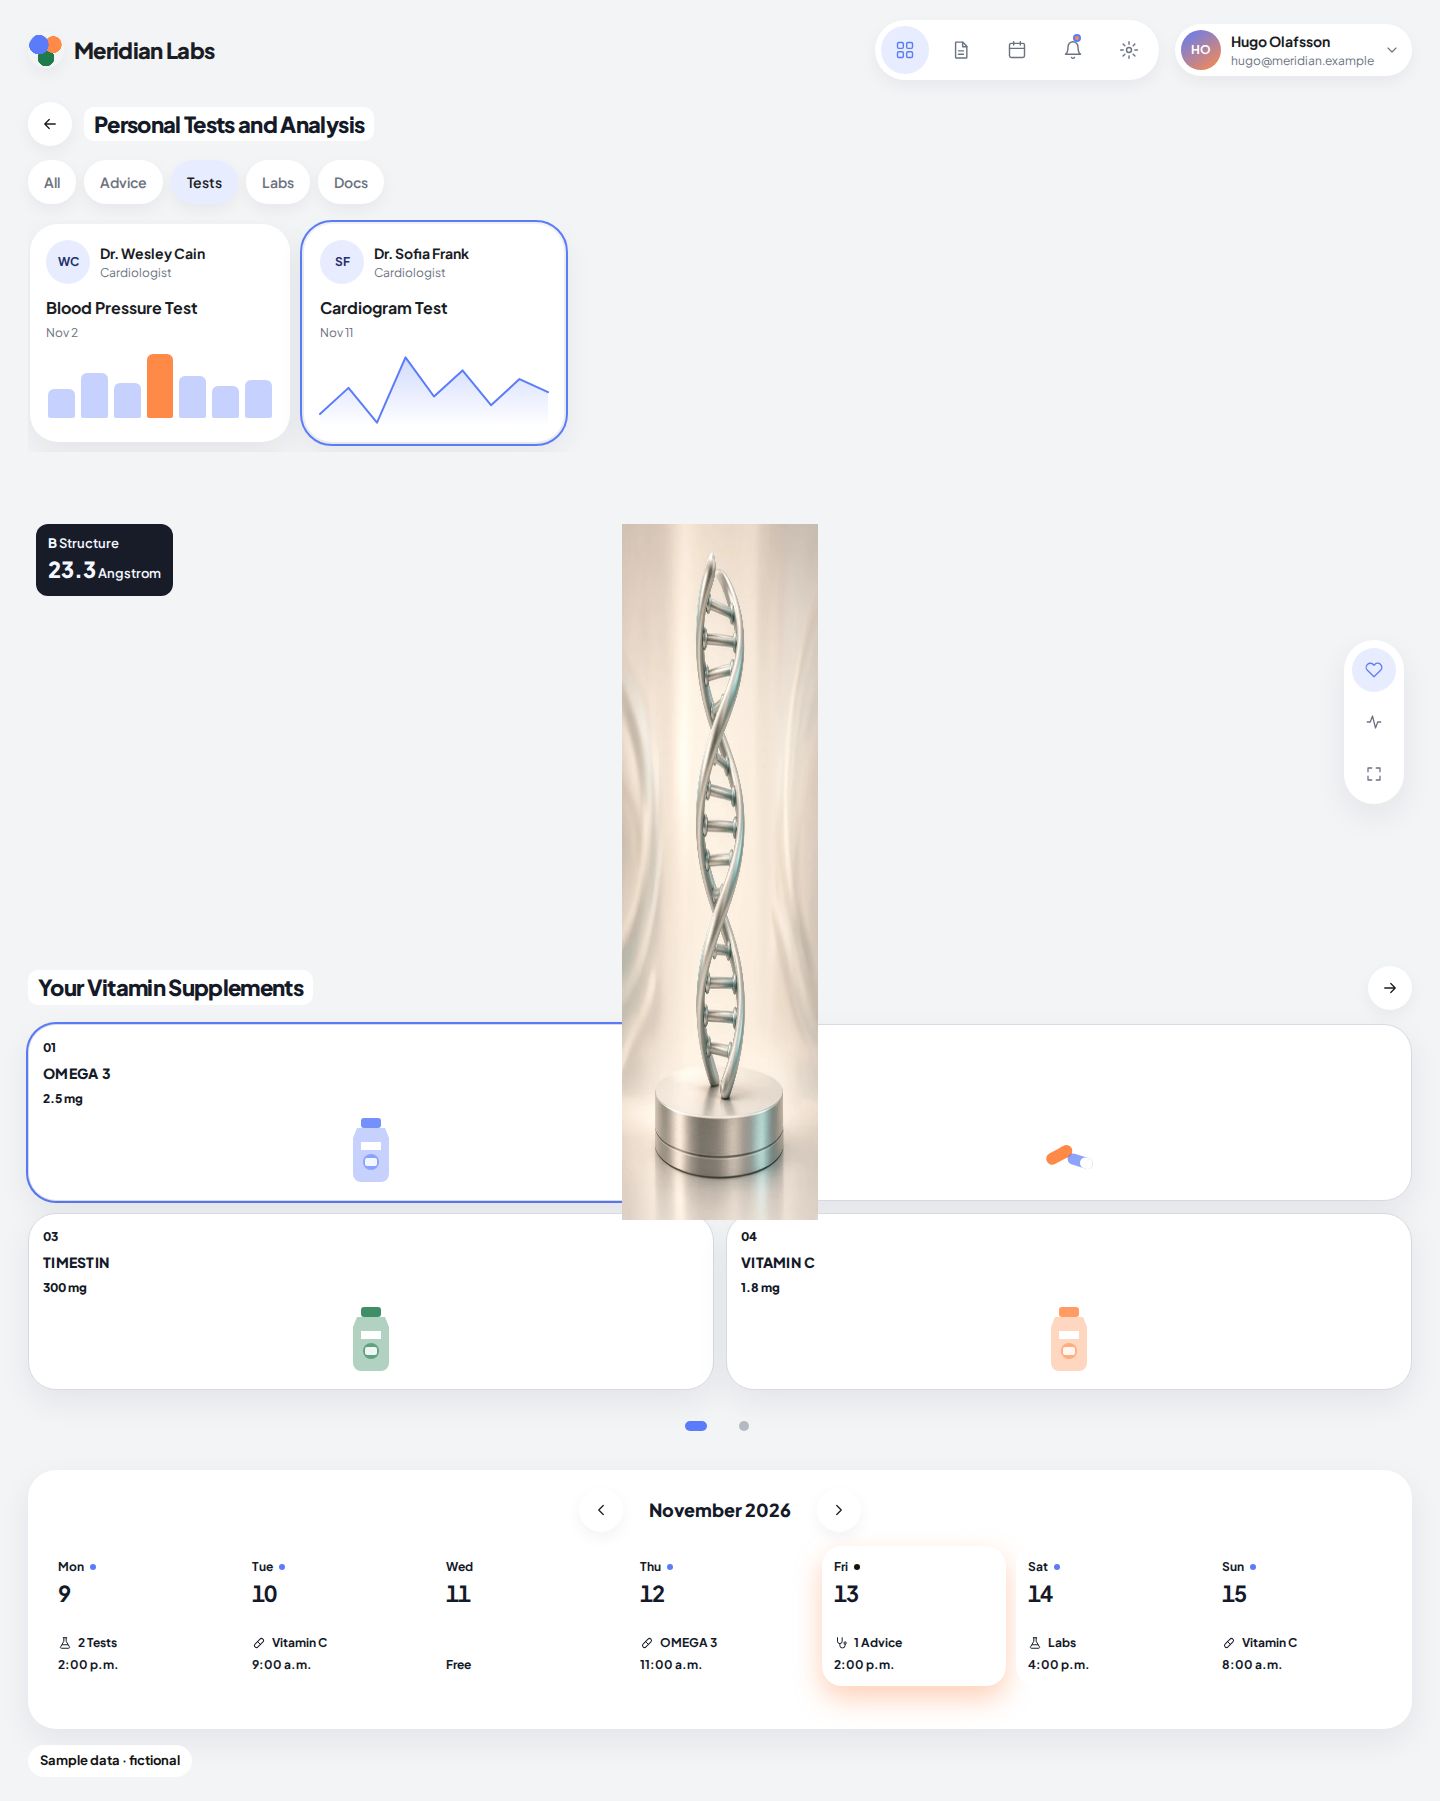 Meridian Labs
HO
Hugo Olafsson
hugo@meridian.example
Personal Tests and Analysis
All
Advice
Tests
Labs
Docs
WC
Dr. Wesley Cain
Cardiologist
Blood Pressure Test
Nov 2
SF
Dr. Sofia Frank
Cardiologist
Cardiogram Test
Nov 11
B Structure
23.3 Angstrom
Your Vitamin Supplements
01
OMEGA 3
2.5 mg
03
TIMESTIN
300 mg
04
VITAMIN C
1.8 mg
November 2026
Mon
9
2 Tests
2:00 p.m.
Tue
10
Vitamin C
9:00 a.m.
Wed
11
Free
Thu
12
OMEGA 3
11:00 a.m.
Fri
13
1 Advice
2:00 p.m.
Sat
14
Labs
4:00 p.m.
Sun
15
Vitamin C
8:00 a.m.
Sample data · fictional